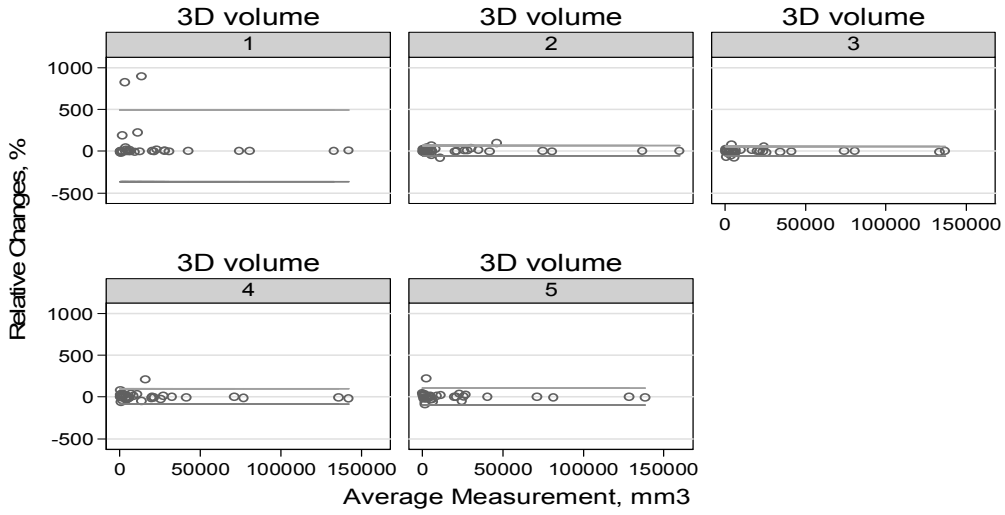 3D volume 3D volume 3D volume
1 2 3
1000
500
0
-500
0 50000 100000 150000
3D volume 3D volume
4 5
1000
500
0
-500
0 50000 100000 150000 0 50000 100000 150000
Relative Changes, %
Average Measurement, mm3